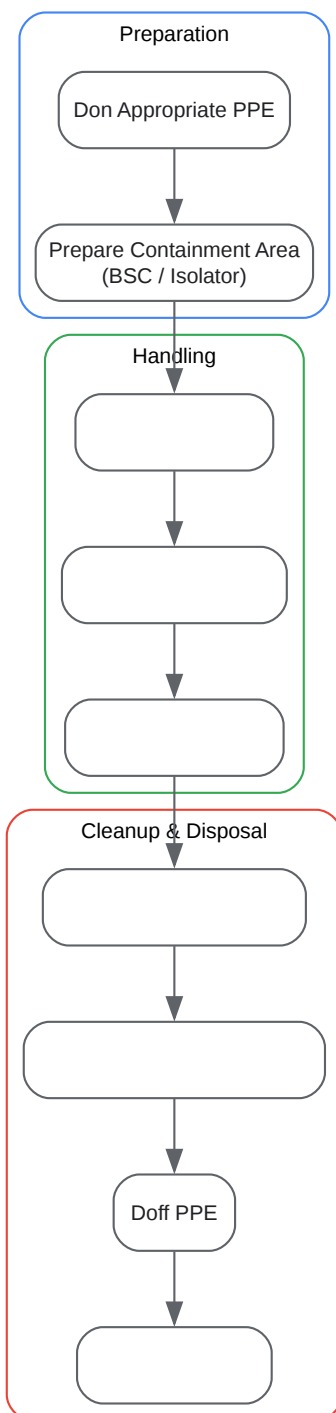 Preparation
Don Appropriate PPE
Prepare Containment Area
(BSC / Isolator)
Handling
Cleanup & Disposal
Doff PPE